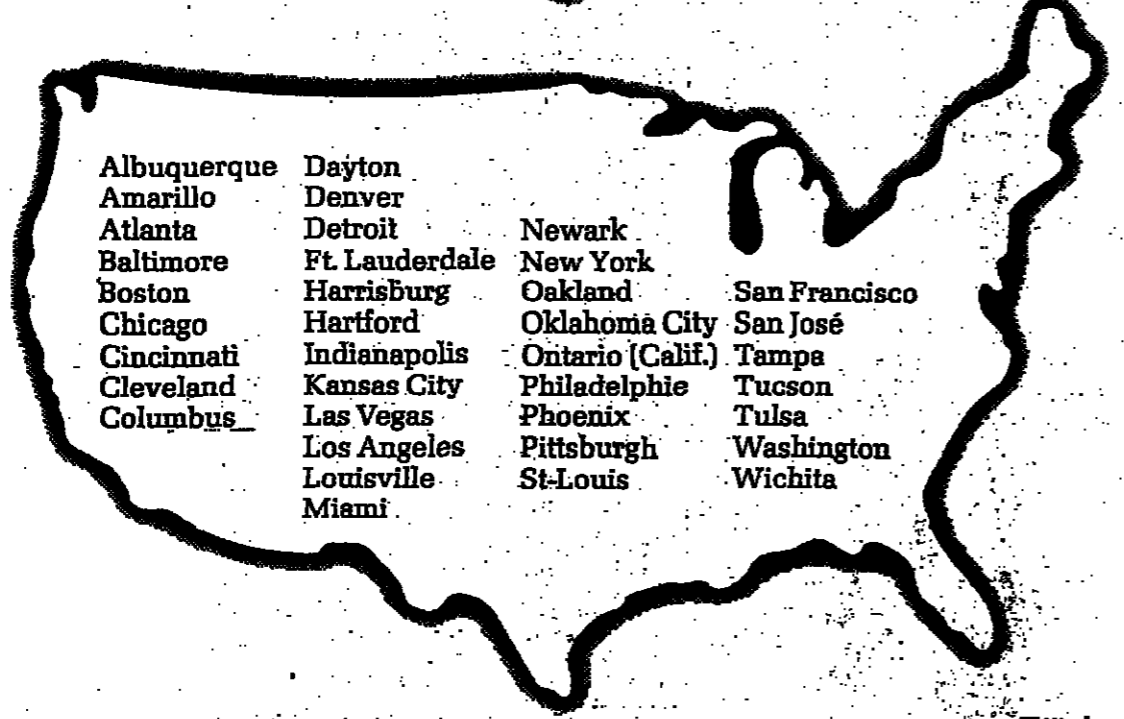 Albuquerque
Amarillo
Atlanta
Baltimore
Boston
Chicago
Cincinnati
Cleveland
Columbus
Dayton
Denver
Detroit
Ft. Lauderdale
Harrisburg
Hartford
Indianapolis
Kansas City
Las Vegas
Los Angeles
Louisville
Miami
Newark
New York
Oakland
Oklahoma City
Ontario (Calif.)
Philadelphie
Phoenix
Pittsburgh
St-Louis
San Francisco
San José
Tampa
Tucson
Tulsa
Washington
Wichita